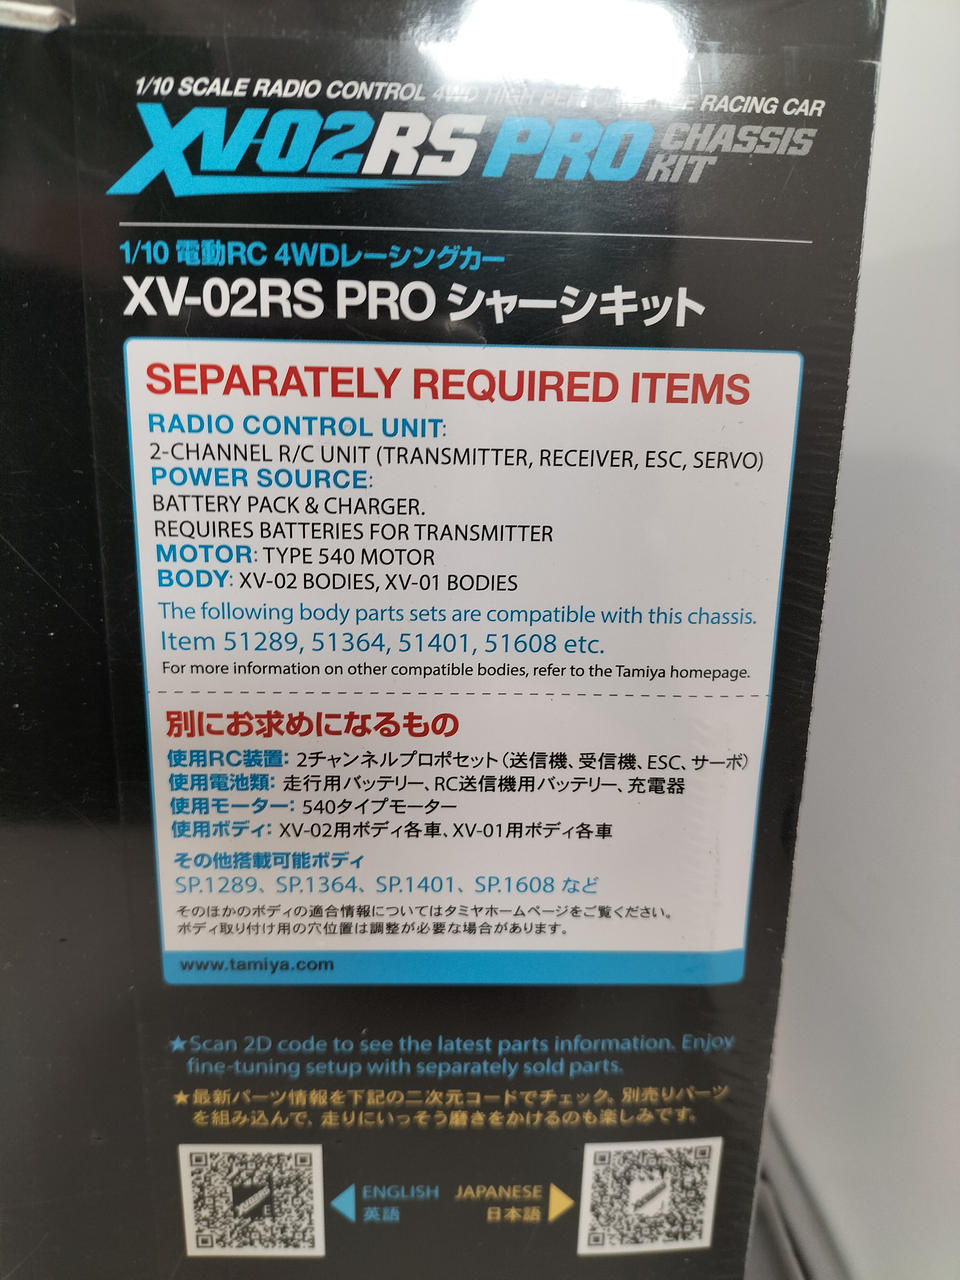 1/10 SCALE RADIO CONTROL 4WD HIGH PERFORMANCE RACING CAR
XV-02RS PRO CHASSIS KIT
1/10 電動RC 4WDレーシングカー
XV-02RS PRO シャーシキット
SEPARATELY REQUIRED ITEMS
RADIO CONTROL UNIT:
2-CHANNEL R/C UNIT (TRANSMITTER, RECEIVER, ESC, SERVO)
POWER SOURCE:
BATTERY PACK & CHARGER.
REQUIRES BATTERIES FOR TRANSMITTER
MOTOR: TYPE 540 MOTOR
BODY: XV-02 BODIES, XV-01 BODIES
The following body parts sets are compatible with this chassis.
Item 51289, 51364, 51401, 51608 etc.
For more information on other compatible bodies, refer to the Tamiya homepage.
別にお求めになるもの
使用RC装置: 2チャンネルプロポセット(送信機、受信機、ESC、サーボ)
使用電池類: 走行用バッテリー、RC送信機用バッテリー、充電器
使用モーター: 540タイプモーター
使用ボディ: XV-02用ボディ各車、XV-01用ボディ各車
その他搭載可能ボディ
SP.1289、SP.1364、SP.1401、SP.1608 など
そのほかのボディの適合情報についてはタミヤホームページをご覧ください。
ボディ取り付け用の穴位置は調整が必要な場合があります。
www.tamiya.com
★Scan 2D code to see the latest parts information. Enjoy
fine-tuning setup with separately sold parts.
★最新パーツ情報を下記の二次元コードでチェック。別売りパーツ
を組み込んで、走りにいっそう磨きをかけるのも楽しみです。
ENGLISH JAPANESE
英語 日本語